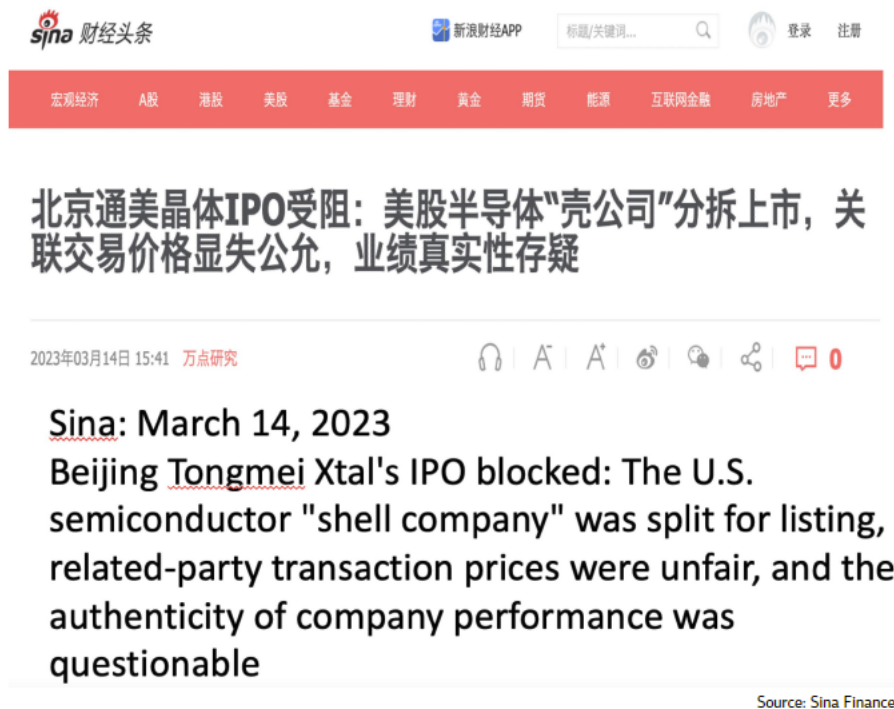 sina 财经头条
新浪财经APP
标题/关键词...
登录
注册
宏观经济 A股 港股 美股 基金 理财 黄金 期货 能源 互联网金融 房地产 更多
北京通美晶体IPO受阻：美股半导体“壳公司”分拆上市，关
联交易价格显失公允，业绩真实性存疑
2023年03月14日 15:41 万点研究
A- A+ 0
Sina: March 14, 2023
Beijing Tongmei Xtal's IPO blocked: The U.S.
semiconductor "shell company" was split for listing,
related-party transaction prices were unfair, and the
authenticity of company performance was
questionable
Source: Sina Finance